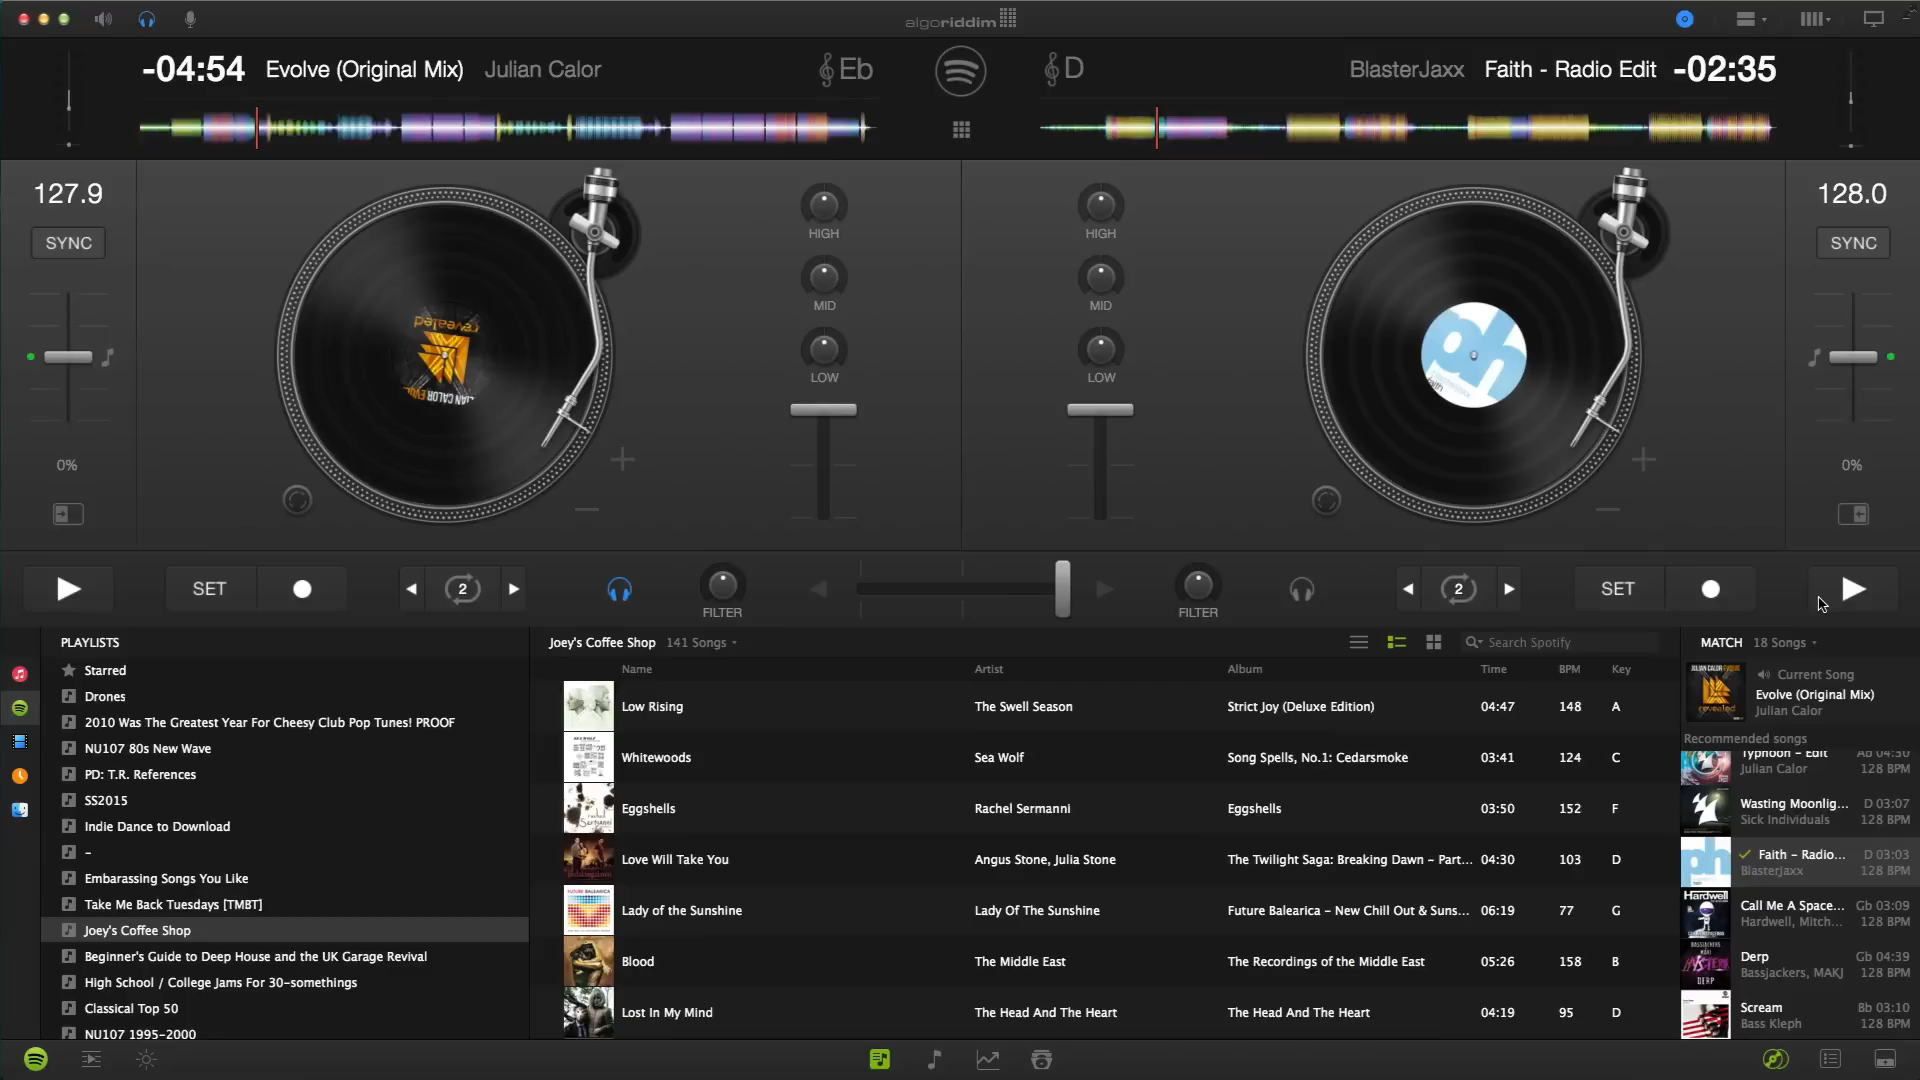 algoriddim
-04:54 Evolve (Original Mix) Julian Calor Eb
D BlasterJaxx Faith - Radio Edit -02:35
127.9
SYNC
0%
HIGH
MID
LOW
HIGH
MID
LOW
128.0
SYNC
0%
revealed
JULIAN CALOR EVOLVE
ph
faith
SET
2
FILTER
FILTER
2
SET
PLAYLISTS
Starred
Drones
2010 Was The Greatest Year For Cheesy Club Pop Tunes! PROOF
NU107 80s New Wave
PD: T.R. References
SS2015
Indie Dance to Download
–
Embarassing Songs You Like
Take Me Back Tuesdays [TMBT]
Joey's Coffee Shop
Beginner's Guide to Deep House and the UK Garage Revival
High School / College Jams For 30-somethings
Classical Top 50
NU107 1995-2000
Joey's Coffee Shop 141 Songs
Search Spotify
Name Artist Album Time BPM Key
Low Rising The Swell Season Strict Joy (Deluxe Edition) 04:47 148 A
Whitewoods Sea Wolf Song Spells, No.1: Cedarsmoke 03:41 124 C
Eggshells Rachel Sermanni Eggshells 03:50 152 F
Love Will Take You Angus Stone, Julia Stone The Twilight Saga: Breaking Dawn – Part... 04:30 103 D
Lady of the Sunshine Lady Of The Sunshine Future Balearica – New Chill Out & Suns... 06:19 77 G
Blood The Middle East The Recordings of the Middle East 05:26 158 B
Lost In My Mind The Head And The Heart The Head And The Heart 04:19 95 D
MATCH 18 Songs
Current Song
Evolve (Original Mix)
Julian Calor
Recommended songs
Typhoon – Edit Ab 04:30
Julian Calor 128 BPM
Wasting Moonlig... D 03:07
Sick Individuals 128 BPM
Faith – Radio... D 03:03
BlasterJaxx 128 BPM
Call Me A Space... Gb 03:09
Hardwell, Mitch... 128 BPM
Derp Gb 04:39
Bassjackers, MAKJ 128 BPM
Scream Bb 03:10
Bass Kleph 128 BPM